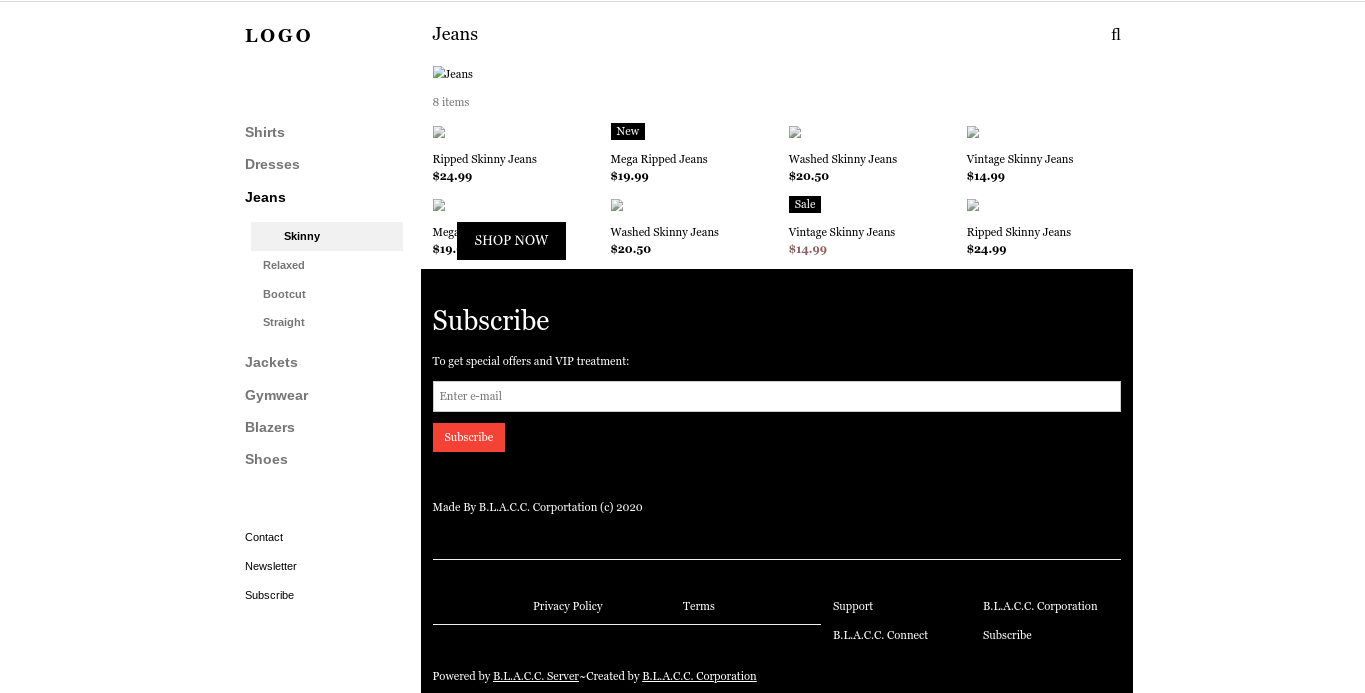 LOGO
Jeans
ﬂ
Jeans
8 items
Shirts
Dresses
Jeans
Skinny
Relaxed
Bootcut
Straight
Jackets
Gymwear
Blazers
Shoes
Contact
Newsletter
Subscribe
New
Ripped Skinny Jeans
$24.99
Mega Ripped Jeans
$19.99
Washed Skinny Jeans
$20.50
Vintage Skinny Jeans
$14.99
Mega
$19.
SHOP NOW
Washed Skinny Jeans
$20.50
Sale
Vintage Skinny Jeans
$14.99
Ripped Skinny Jeans
$24.99
Subscribe
To get special offers and VIP treatment:
Enter e-mail
Subscribe
Made By B.L.A.C.C. Corportation (c) 2020
Privacy Policy
Terms
Support
B.L.A.C.C. Corporation
B.L.A.C.C. Connect
Subscribe
Powered by B.L.A.C.C. Server~Created by B.L.A.C.C. Corporation